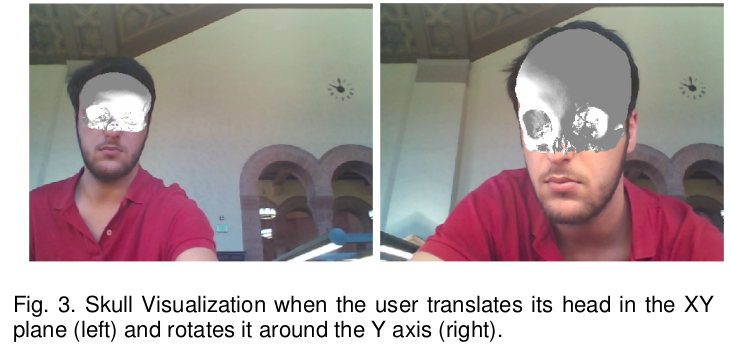 Fig. 3. Skull Visualization when the user translates its head in the XY
plane (left) and rotates it around the Y axis (right).